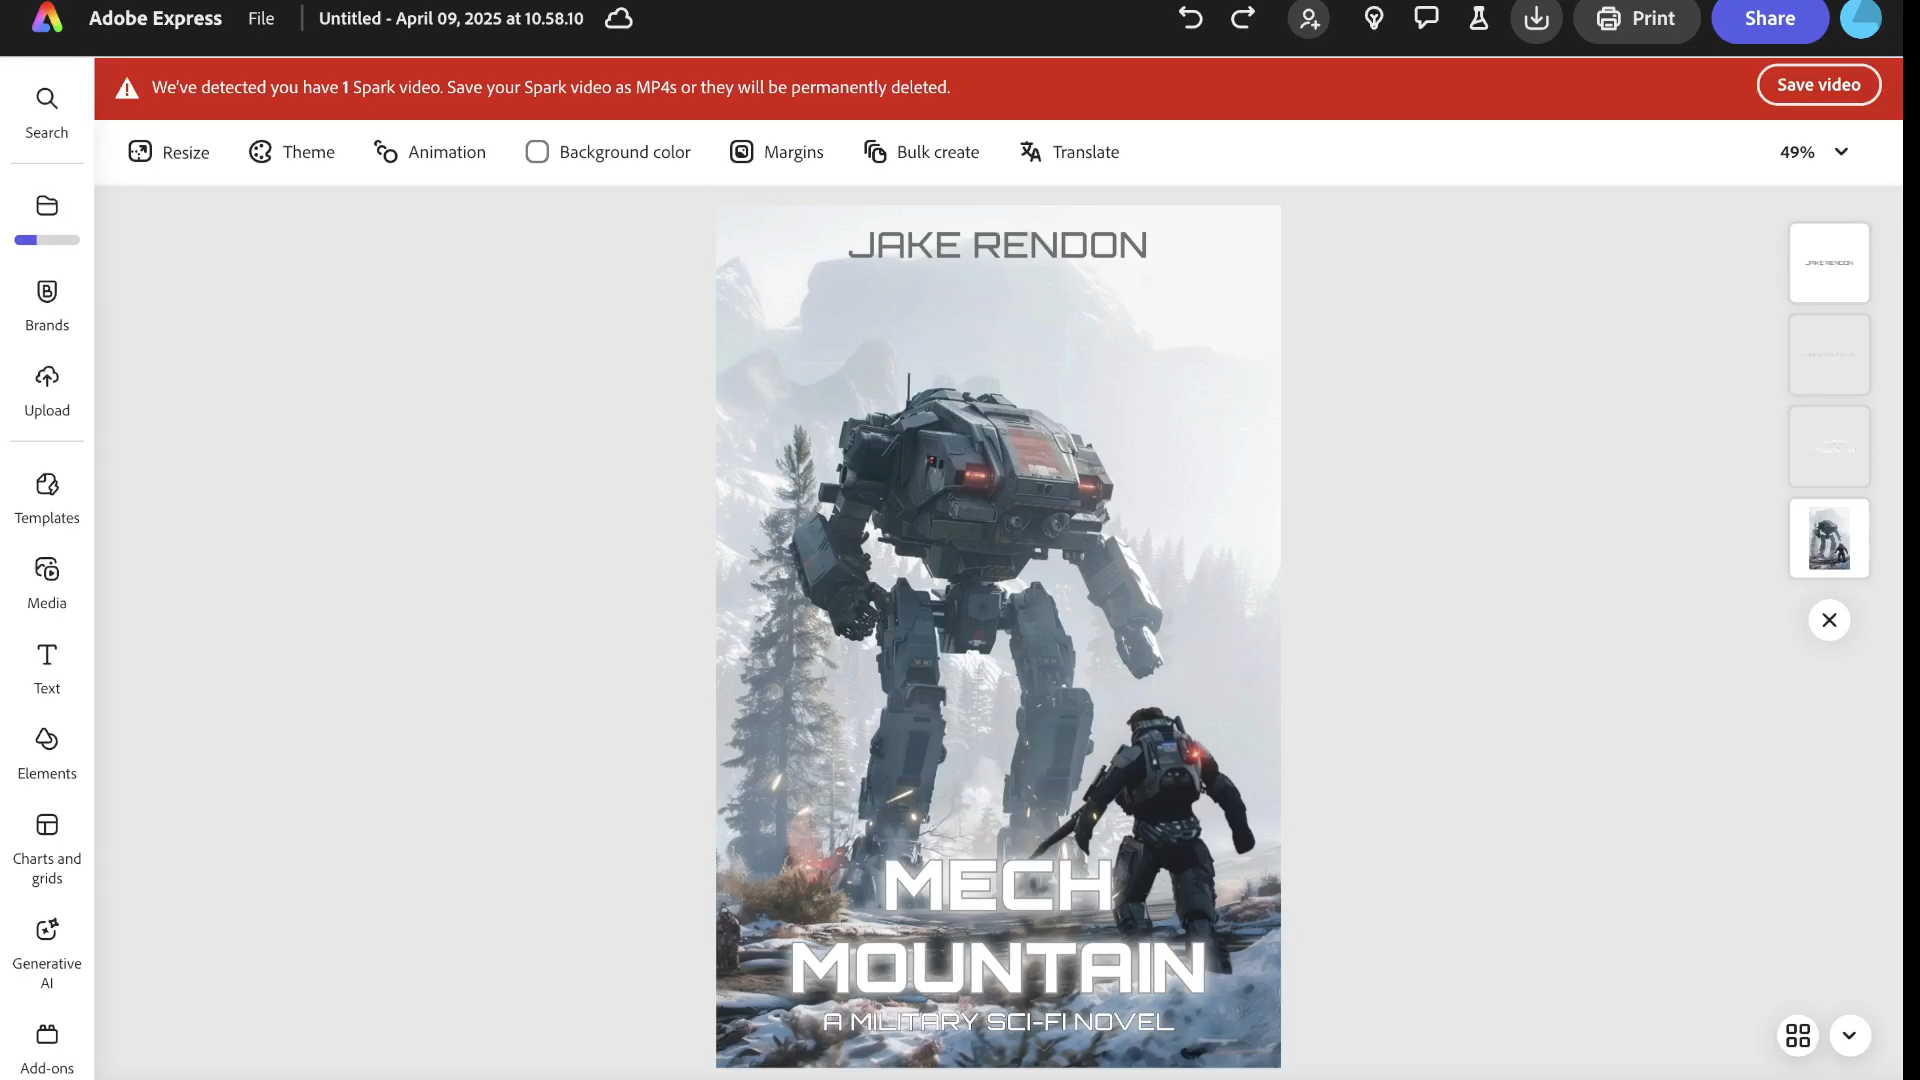 Adobe Express File Untitled - April 09, 2025 at 10.58.10 Print Share
We've detected you have 1 Spark video. Save your Spark video as MP4s or they will be permanently deleted. Save video
Resize Theme Animation Background color Margins Bulk create Translate 49%
Search
Brands
Upload
Templates
Media
Text
Elements
Charts and
grids
Generative
AI
Add-ons
JAKE RENDON
MECH
MOUNTAIN
A MILITARY SCI-FI NOVEL
JAKE RENDON